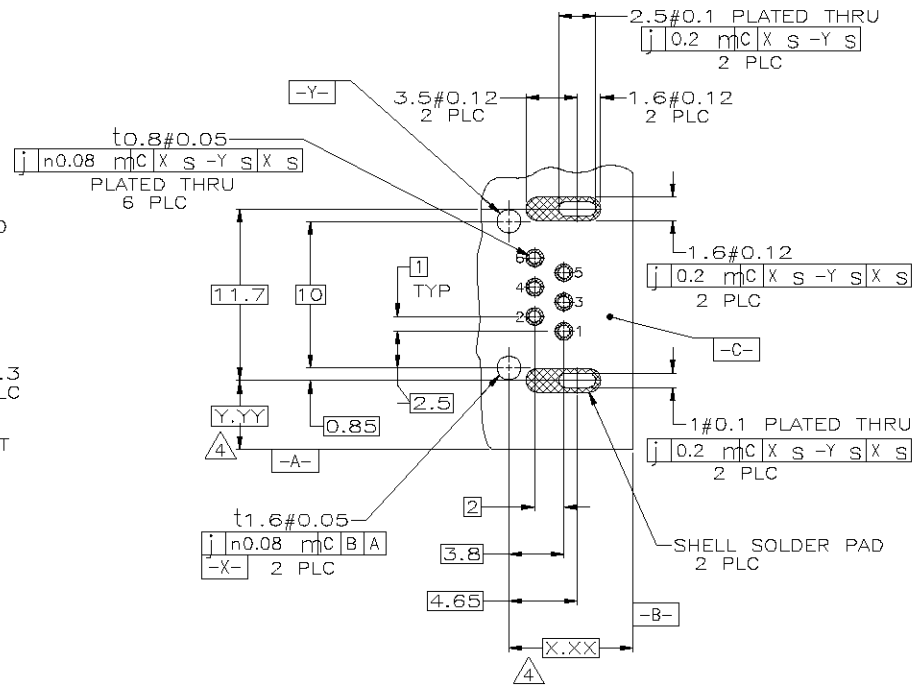 2.5#0.1 PLATED THRU
j 0.2 mC X S -Y S
2 PLC
-Y-
3.5#0.12
2 PLC
1.6#0.12
2 PLC
t0.8#0.05
j n0.08 mC X S -Y S X S
PLATED THRU
6 PLC
D
6
5
1.6#0.12
j 0.2 mC X S -Y S X S
2 PLC
1
TYP
4
11.7
10
3
2
1
-C-
.3
LC
2.5
Y.YY
0.85
1#0.1 PLATED THRU
j 0.2 mC X S -Y S X S
2 PLC
T
4
-A-
2
t1.6#0.05
j n0.08 mC B A
-X- 2 PLC
SHELL SOLDER PAD
2 PLC
3.8
4.65
-B-
X.XX
4